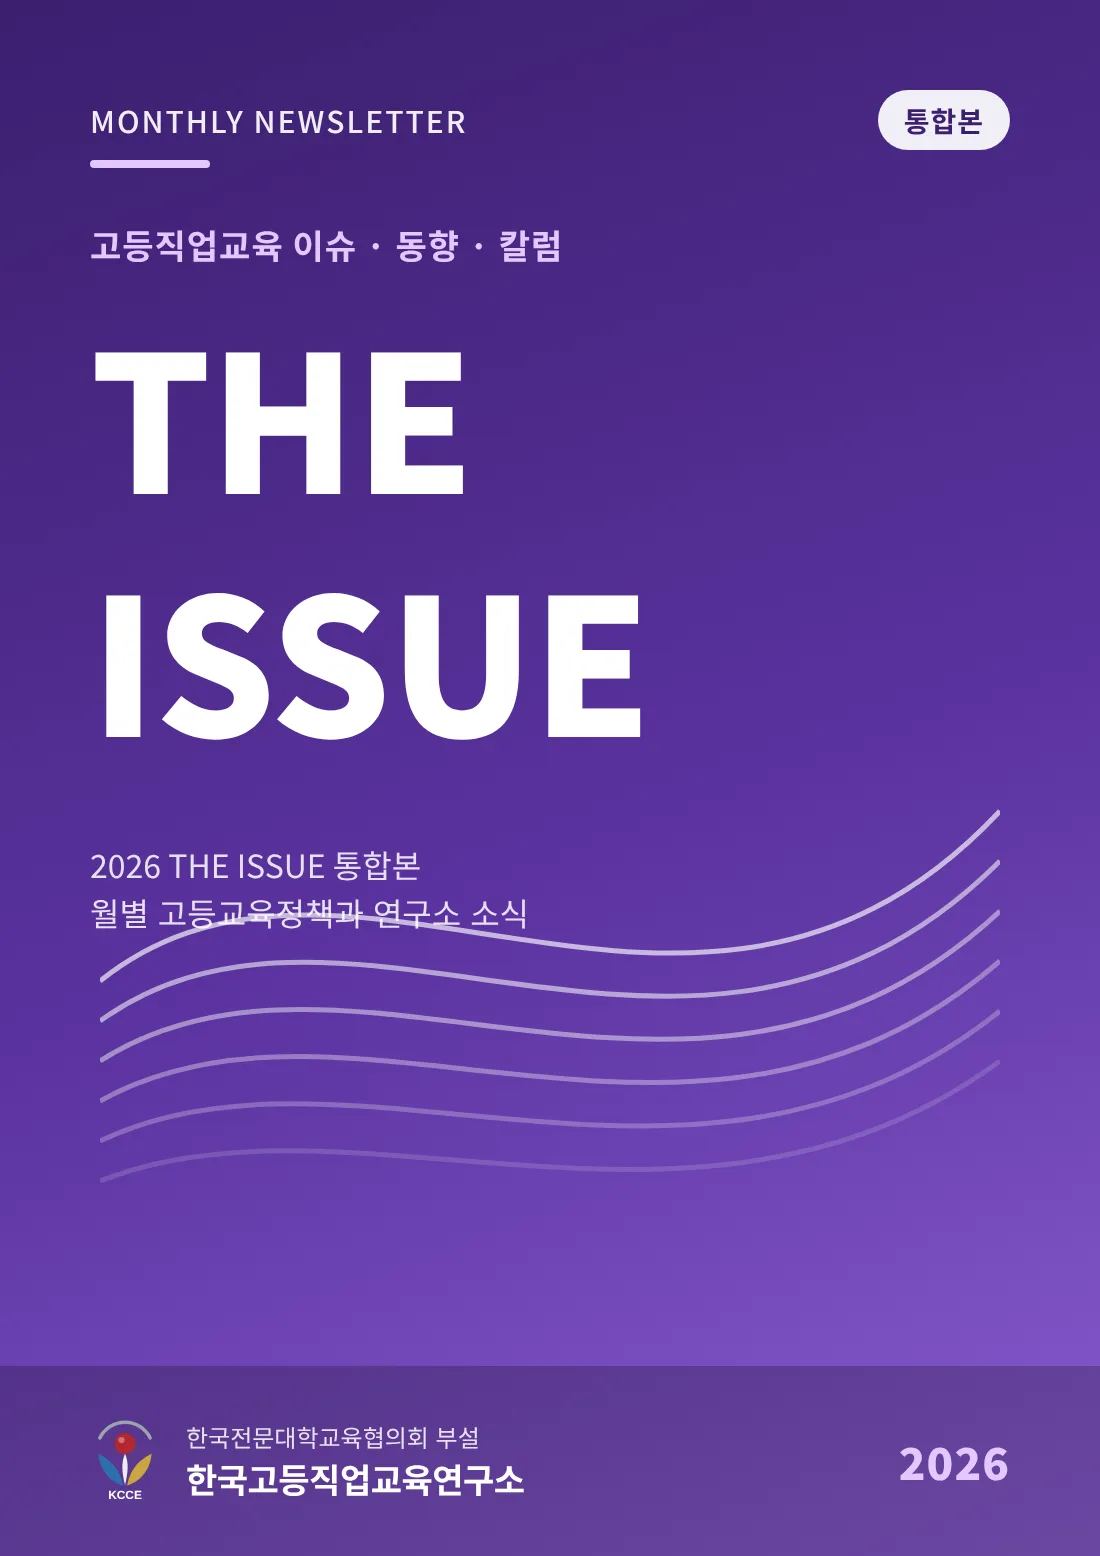 MONTHLY NEWSLETTER
통합본
고등직업교육 이슈 · 동향 · 칼럼
THE
ISSUE
2026 THE ISSUE 통합본
월별 고등교육정책과 연구소 소식
KCCE
한국전문대학교육협의회 부설
한국고등직업교육연구소
2026